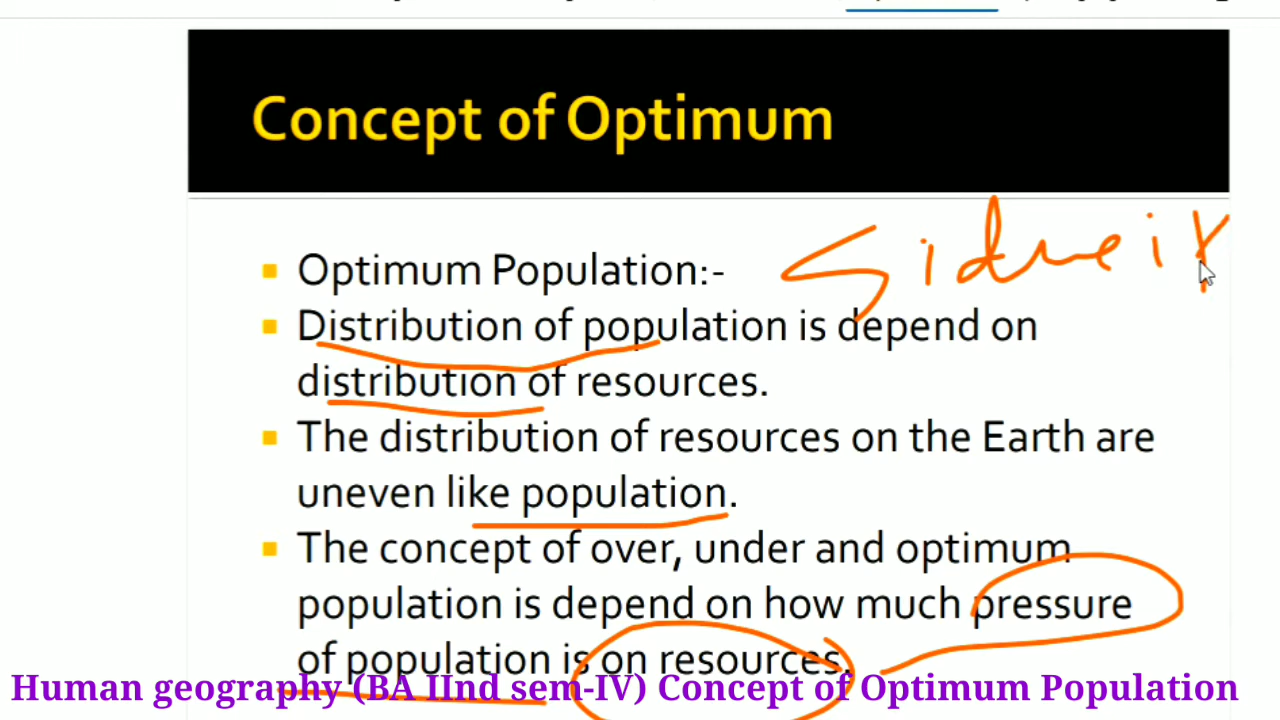 Concept of Optimum
Optimum Population:-
Distribution of population is depend on
distribution of resources.
The distribution of resources on the Earth are
uneven like population.
The concept of over, under and optimum
population is depend on how much pressure
of population is on resources.
Human geography (BA IInd sem-IV) Concept of Optimum Population